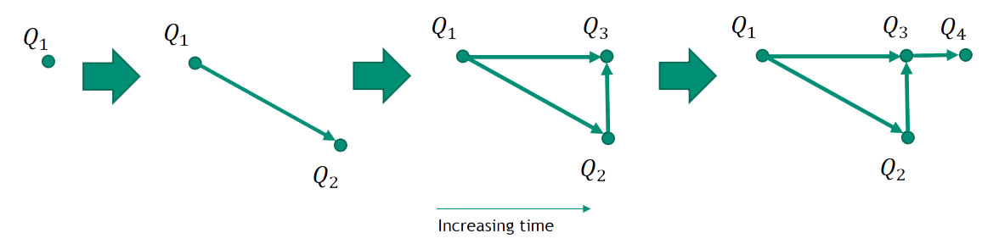 Q₁
Q₁
Q₂
Q₁ Q₃
Q₂
Q₁ Q₃ Q₄
Q₂
Increasing time